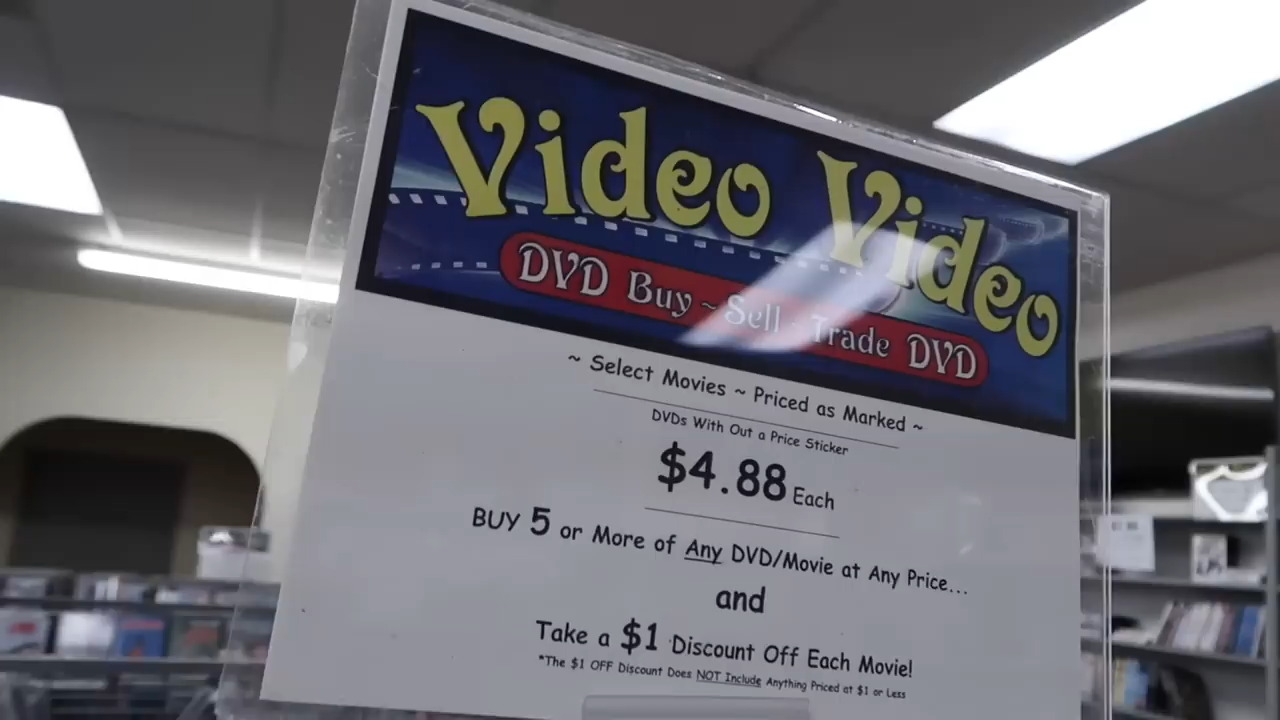 Video Video
DVD Buy ~ Sell ~ Trade DVD
~ Select Movies ~ Priced as Marked ~
DVDs With Out a Price Sticker
$4.88 Each
BUY 5 or More of Any DVD/Movie at Any Price...
and
Take a $1 Discount Off Each Movie!
*The $1 OFF Discount Does NOT Include Anything Priced at $1 or Less